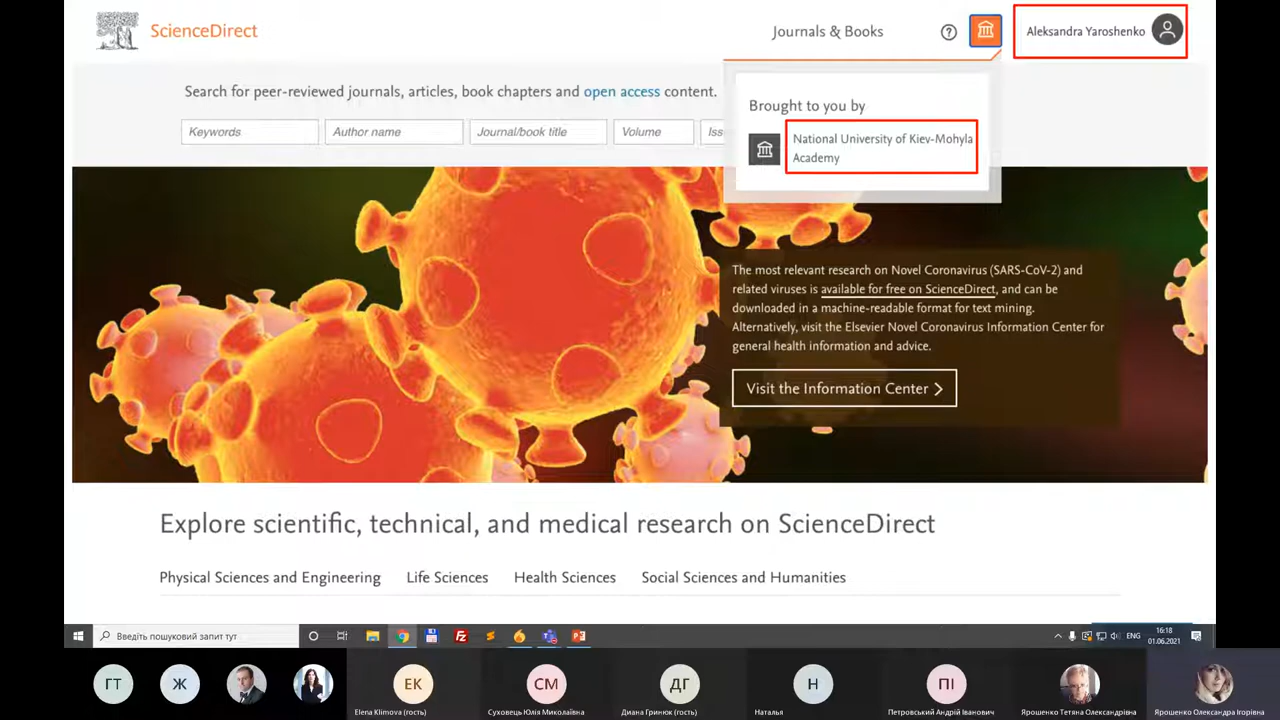 ScienceDirect
Journals & Books
Aleksandra Yaroshenko
Search for peer-reviewed journals, articles, book chapters and open access content.
Keywords
Author name
Journal/book title
Volume
Iss
Brought to you by
National University of Kiev-Mohyla
Academy
The most relevant research on Novel Coronavirus (SARS-CoV-2) and
related viruses is available for free on ScienceDirect, and can be
downloaded in a machine-readable format for text mining.
Alternatively, visit the Elsevier Novel Coronavirus Information Center for
general health information and advice.
Visit the Information Center
Explore scientific, technical, and medical research on ScienceDirect
Physical Sciences and Engineering
Life Sciences
Health Sciences
Social Sciences and Humanities
Введіть пошуковий запит тут
ENG
16:18
01.06.2021
ГТ
Ж
ЕК
СМ
ДГ
Н
ПІ
Elena Klimova (гость)
Суховець Юлія Миколаївна
Диана Гринюк (гость)
Наталья
Петровський Андрій Іванович
Ярошенко Тетяна Олександрівна
Ярошенко Олександра Ігорівна